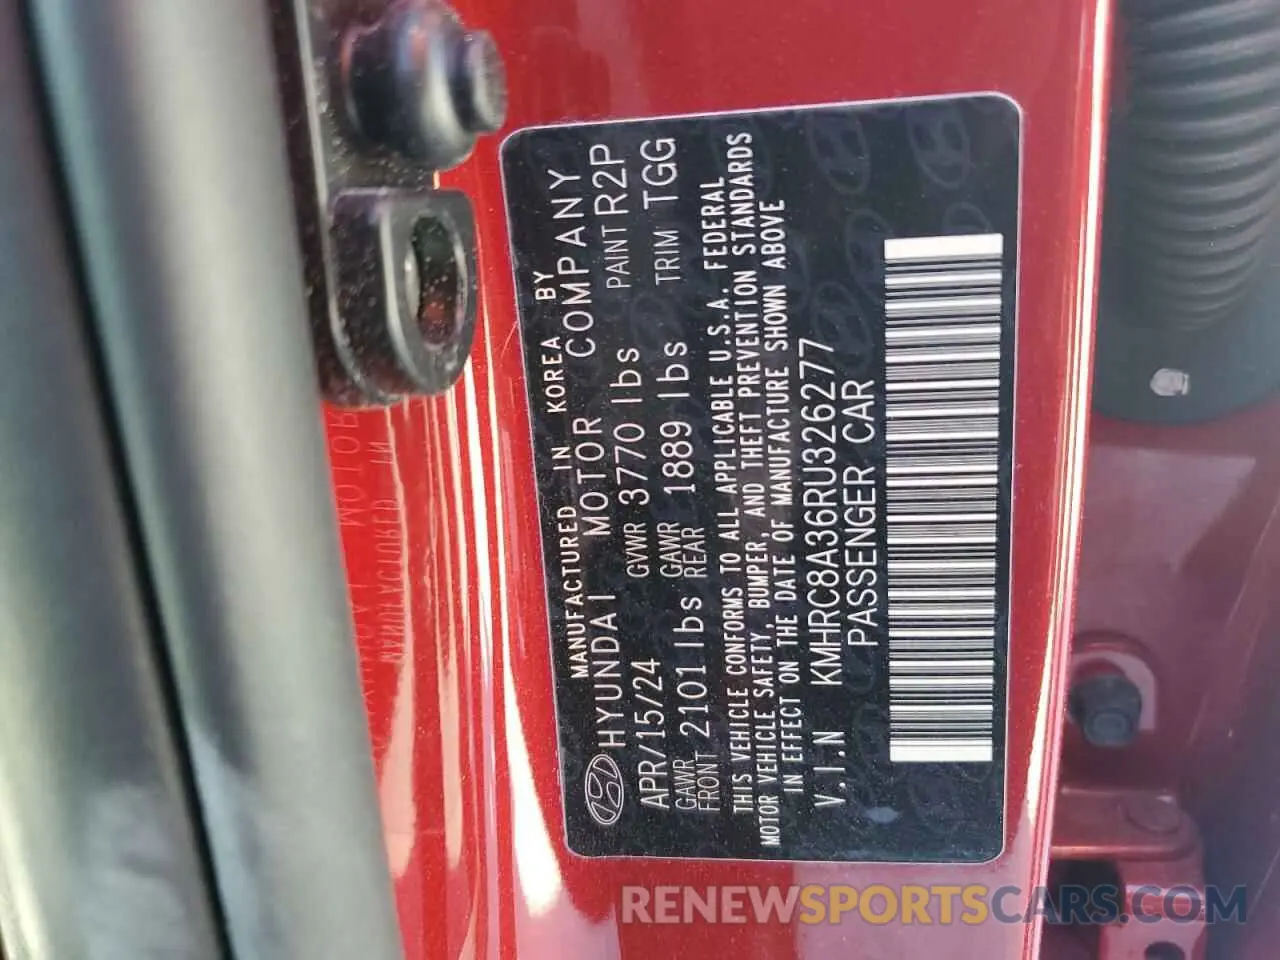 MANUFACTURED IN KOREA BY
HYUNDAI MOTOR COMPANY
APR/15/24 GVWR 3770 lbs PAINT R2P
GAWR FRONT 2101 lbs GAWR REAR 1889 lbs TRIM TGG
THIS VEHICLE CONFORMS TO ALL APPLICABLE U.S.A. FEDERAL
MOTOR VEHICLE SAFETY, BUMPER, AND THEFT PREVENTION STANDARDS
IN EFFECT ON THE DATE OF MANUFACTURE SHOWN ABOVE
V.I.N KMHRC8A36RU326277
PASSENGER CAR
RENEWSPORTSCARS.COM